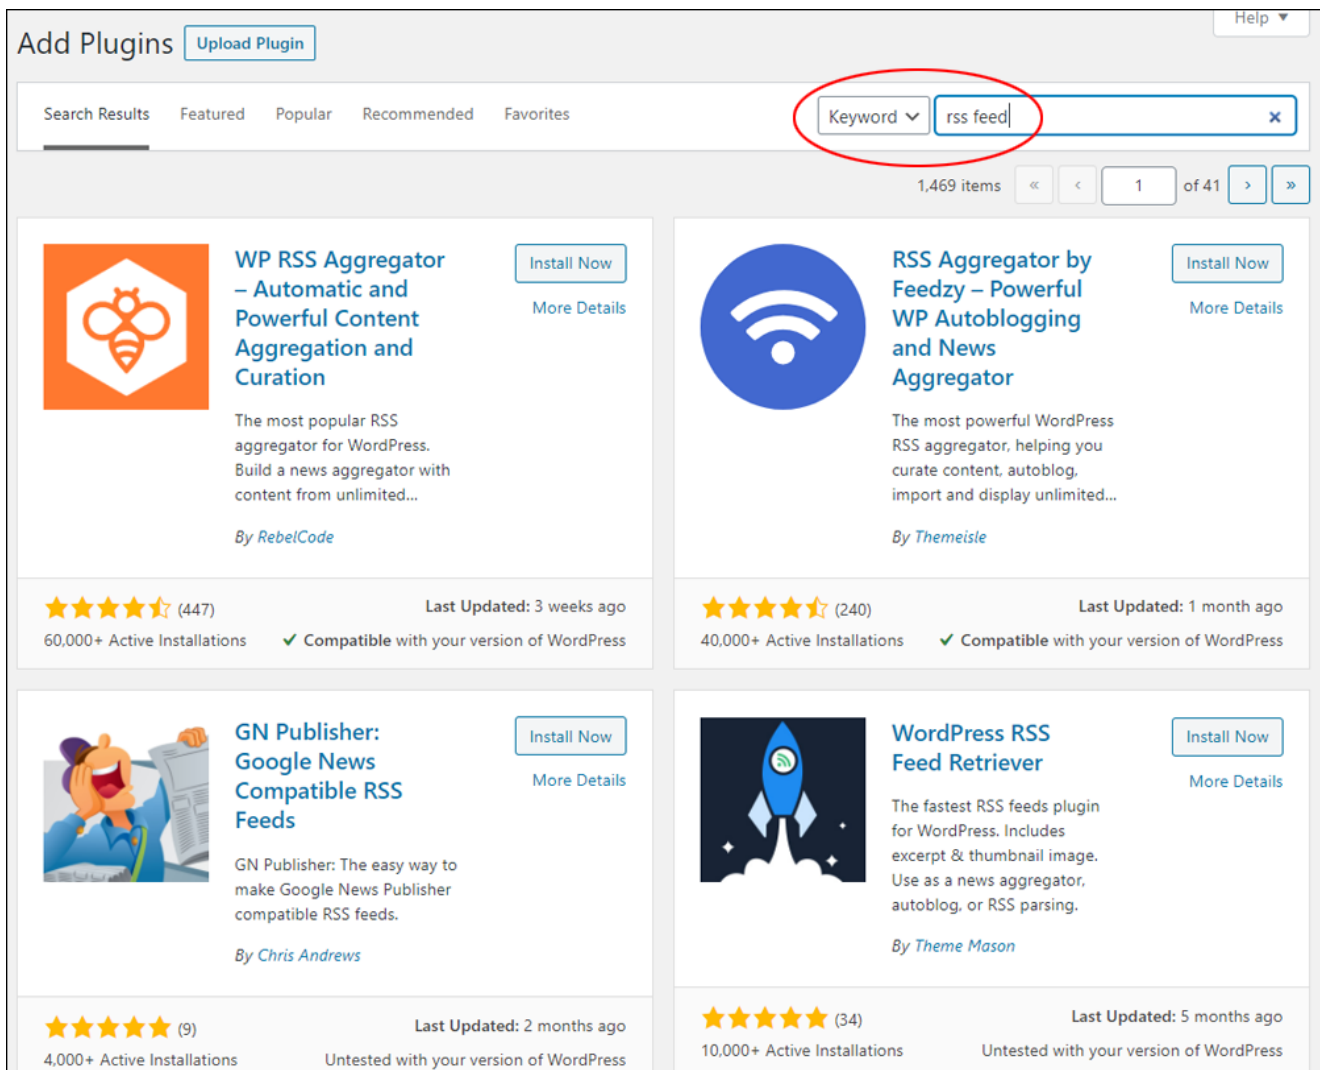 Help ▼
Add Plugins Upload Plugin
Search Results Featured Popular Recommended Favorites Keyword rss feed ×
1,469 items « ‹ 1 of 41 › »
WP RSS Aggregator
– Automatic and
Powerful Content
Aggregation and
Curation
Install Now
More Details
The most popular RSS
aggregator for WordPress.
Build a news aggregator with
content from unlimited...
By RebelCode
(447)
Last Updated: 3 weeks ago
60,000+ Active Installations
✓ Compatible with your version of WordPress
RSS Aggregator by
Feedzy – Powerful
WP Autoblogging
and News
Aggregator
Install Now
More Details
The most powerful WordPress
RSS aggregator, helping you
curate content, autoblog,
import and display unlimited...
By Themeisle
(240)
Last Updated: 1 month ago
40,000+ Active Installations
✓ Compatible with your version of WordPress
GN Publisher:
Google News
Compatible RSS
Feeds
Install Now
More Details
GN Publisher: The easy way to
make Google News Publisher
compatible RSS feeds.
By Chris Andrews
(9)
Last Updated: 2 months ago
4,000+ Active Installations
Untested with your version of WordPress
WordPress RSS
Feed Retriever
Install Now
More Details
The fastest RSS feeds plugin
for WordPress. Includes
excerpt & thumbnail image.
Use as a news aggregator,
autoblog, or RSS parsing.
By Theme Mason
(34)
Last Updated: 5 months ago
10,000+ Active Installations
Untested with your version of WordPress